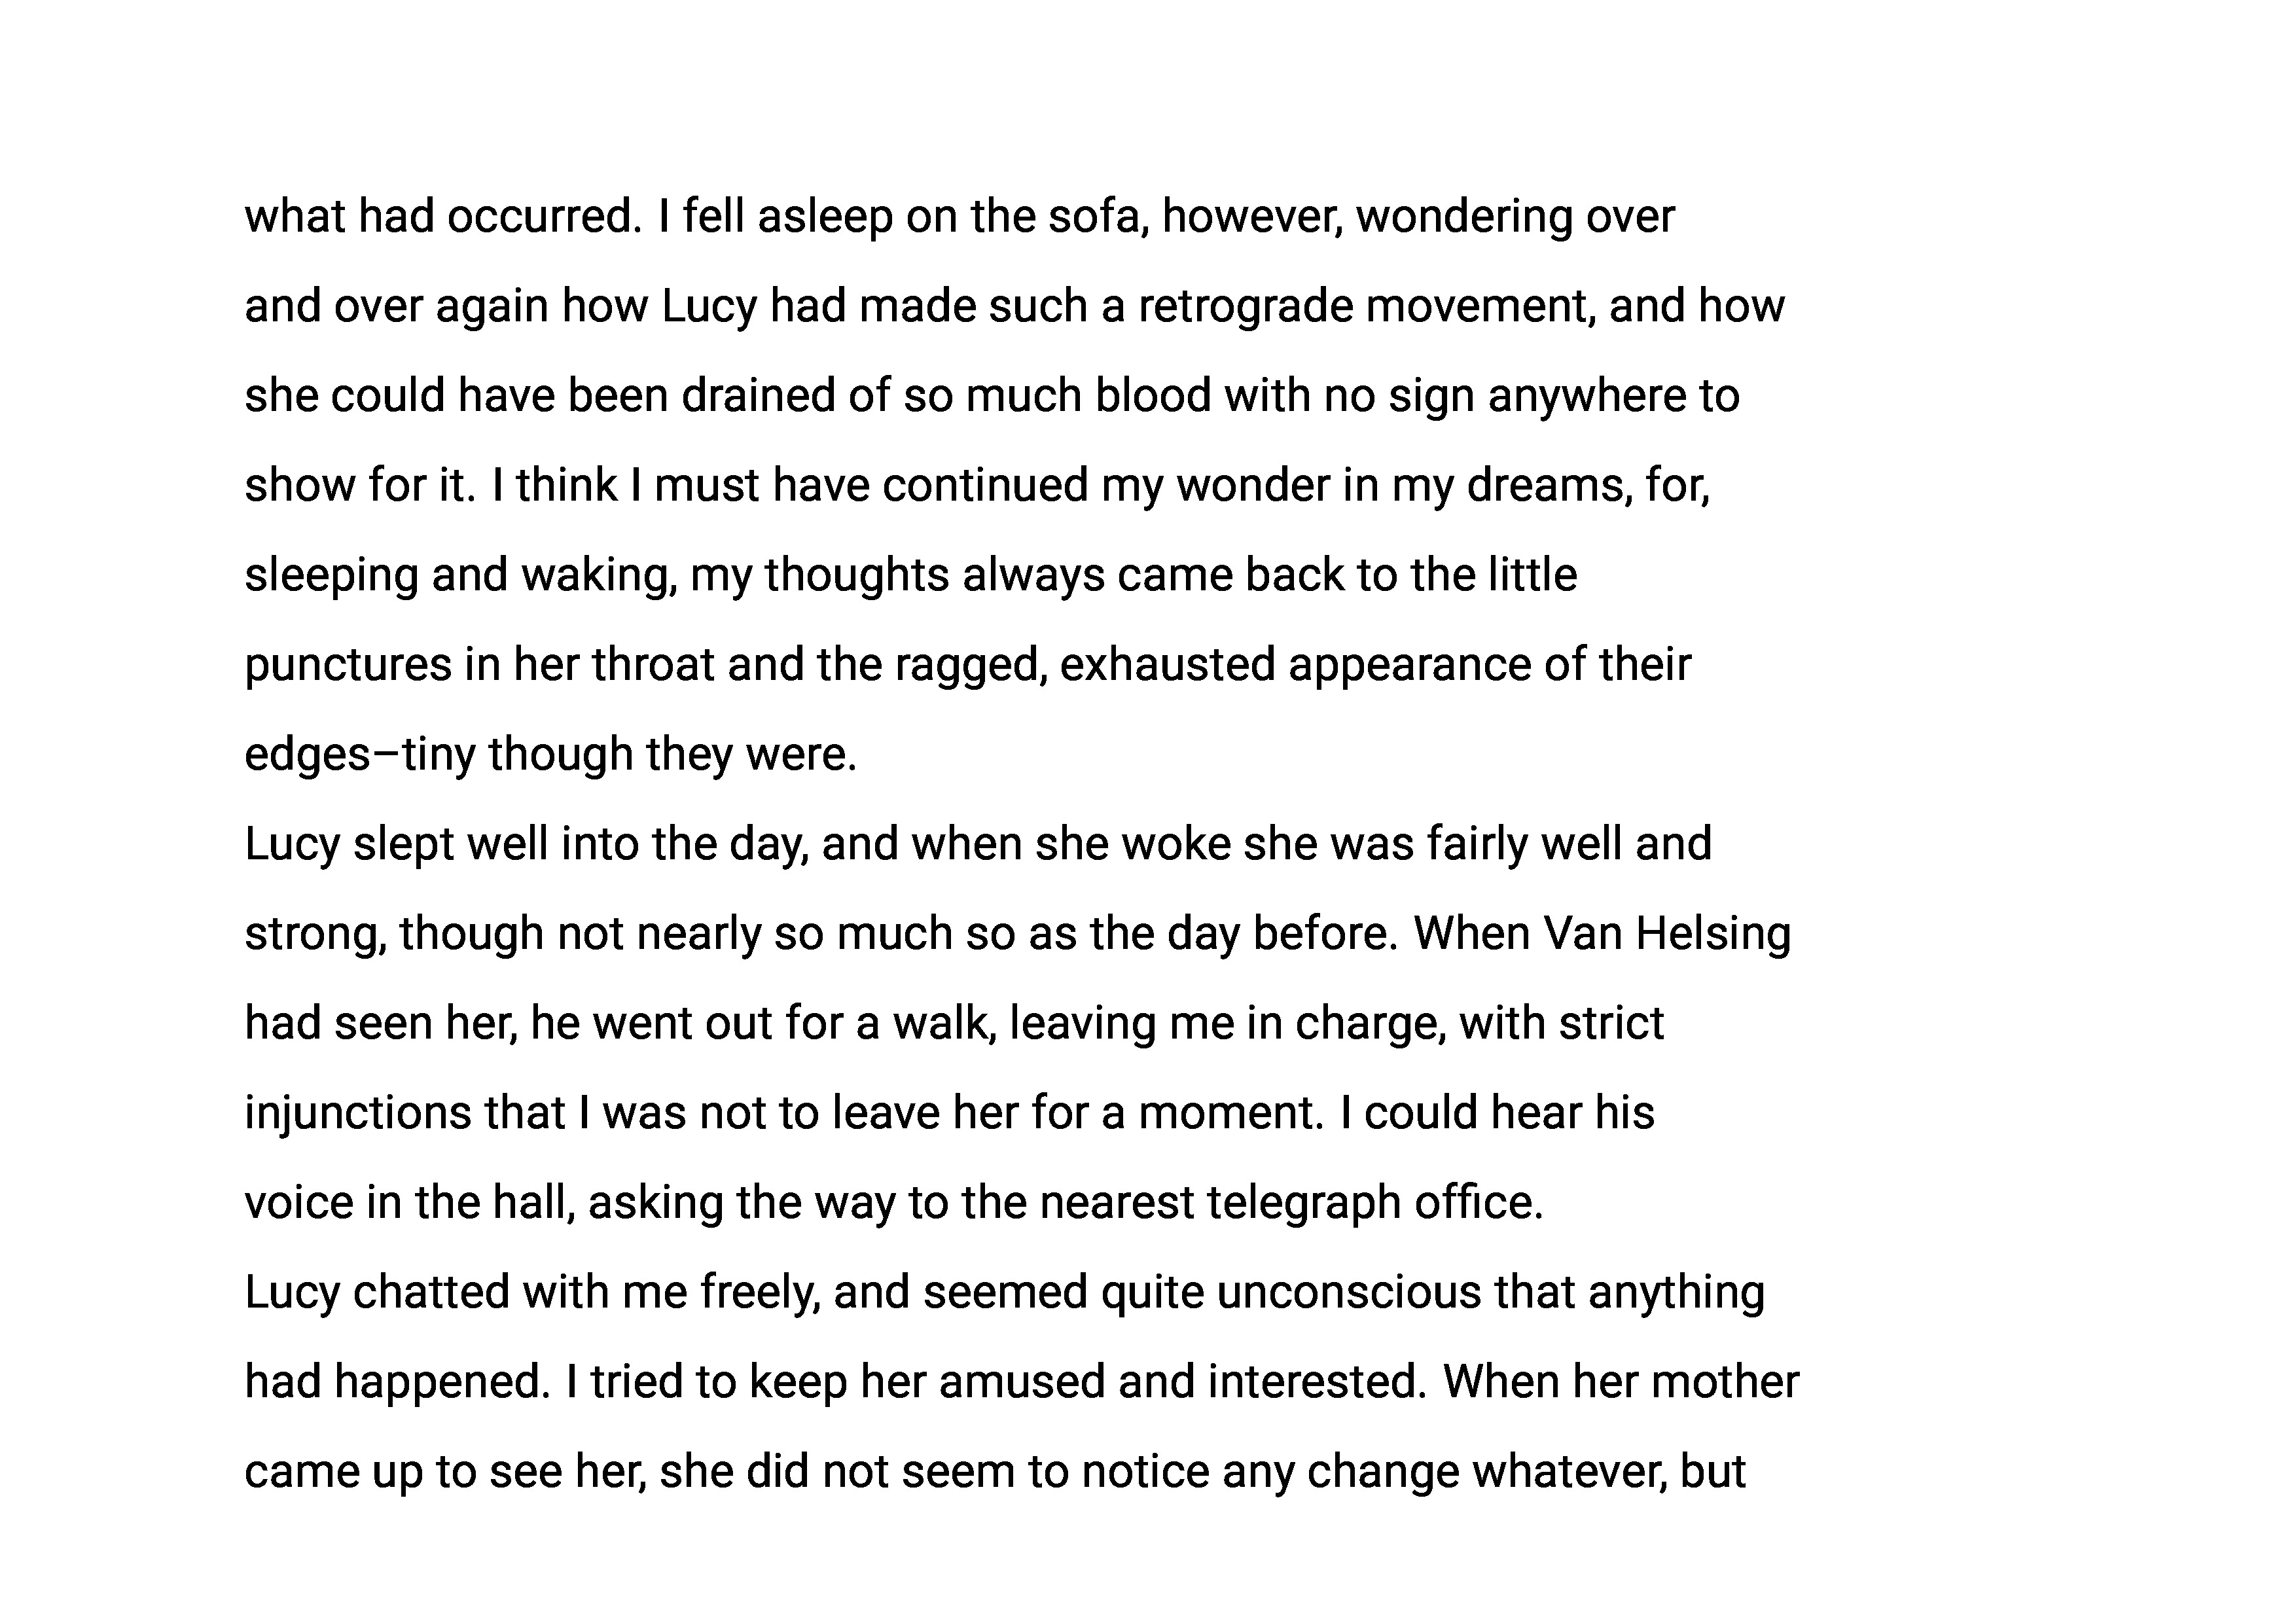 what had occurred. I fell asleep on the sofa, however, wondering over
and over again how Lucy had made such a retrograde movement, and how
she could have been drained of so much blood with no sign anywhere to
show for it. I think I must have continued my wonder in my dreams, for,
sleeping and waking, my thoughts always came back to the little
punctures in her throat and the ragged, exhausted appearance of their
edges–tiny though they were.
Lucy slept well into the day, and when she woke she was fairly well and
strong, though not nearly so much so as the day before. When Van Helsing
had seen her, he went out for a walk, leaving me in charge, with strict
injunctions that I was not to leave her for a moment. I could hear his
voice in the hall, asking the way to the nearest telegraph office.
Lucy chatted with me freely, and seemed quite unconscious that anything
had happened. I tried to keep her amused and interested. When her mother
came up to see her, she did not seem to notice any change whatever, but